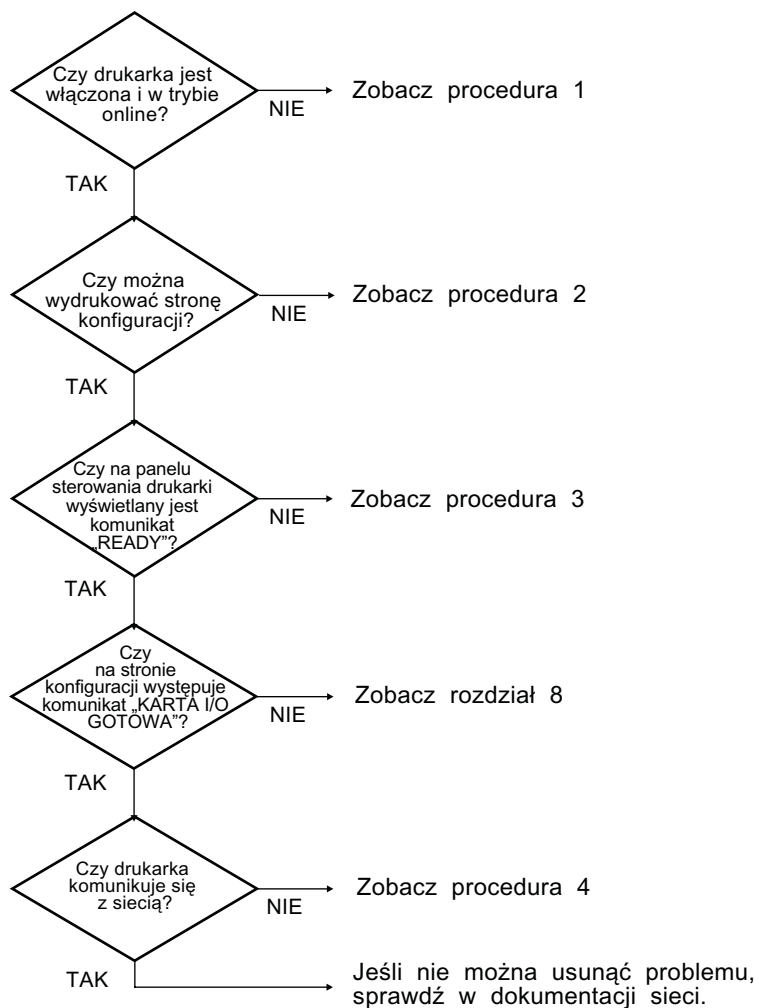 Czy drukarka jest
włączona i w trybie
online?
NIE
Zobacz procedura 1
TAK
Czy można
wydrukować stronę
konfiguracji?
NIE
Zobacz procedura 2
TAK
Czy na panelu
sterowania drukarki
wyświetlany jest
komunikat
„READY”?
NIE
Zobacz procedura 3
TAK
Czy
na stronie
konfiguracji występuje
komunikat „KARTA I/O
GOTOWA”?
NIE
Zobacz rozdział 8
TAK
Czy drukarka
komunikuje się
z siecią?
NIE
Zobacz procedura 4
TAK
Jeśli nie można usunąć problemu,
sprawdź w dokumentacji sieci.